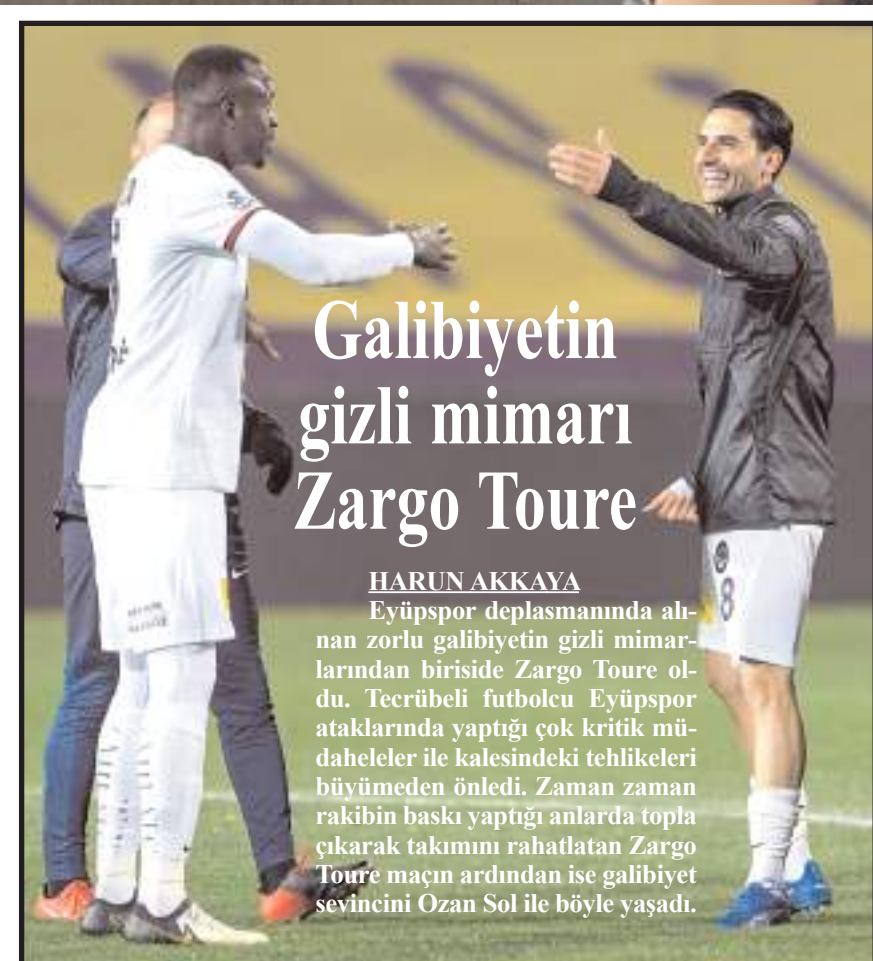 Galibiyetin
gizli mimarı
Zargo Toure
HARUN AKKAYA
Eyüpspor deplasmanında alı-
nan zorlu galibiyetin gizli mimar-
larından biriside Zargo Toure ol-
du. Tecrübeli futbolcu Eyüpspor
ataklarında yaptığı çok kritik mü-
daheleler ile kalesindeki tehlikeleri
büyümeden önledi. Zaman zaman
rakibin baskı yaptığı anlarda topla
çıkarak takımını rahatlatan Zargo
Toure maçın ardından ise galibiyet
sevincini Ozan Sol ile böyle yaşadı.
8